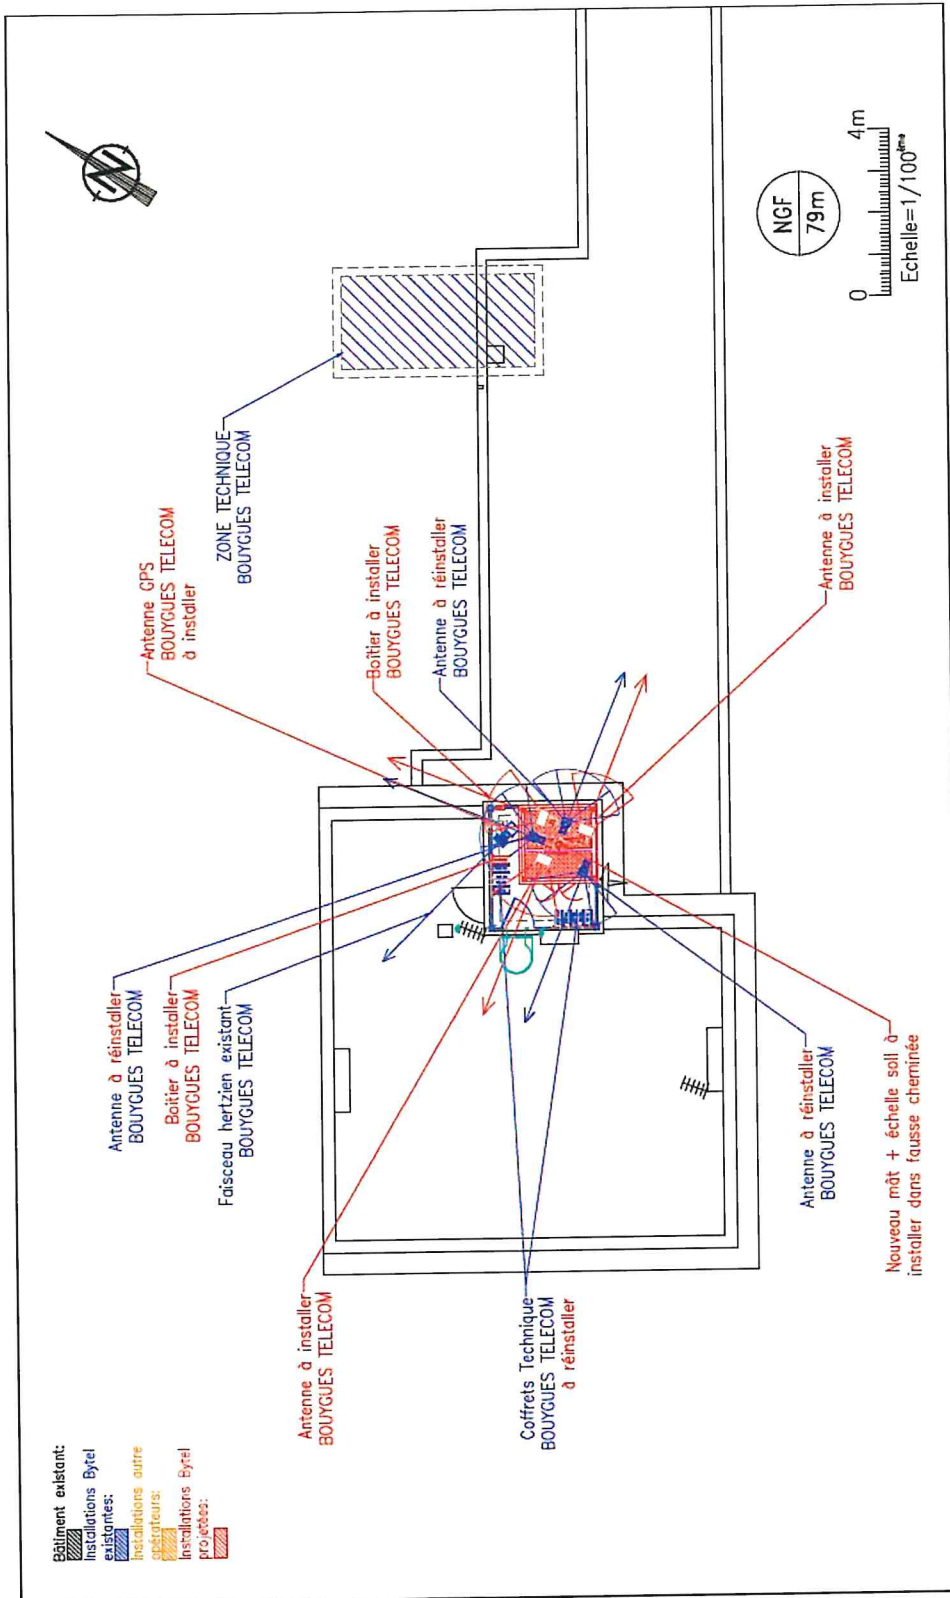 Bâtiment existant:
Installations Bytel
existantes:
Installations autre
opérateurs:
Installations Bytel
projetées:
Antenne à réinstaller
BOUYGUES TELECOM
Boîtier à installer
BOUYGUES TELECOM
Faisceau hertzien existant
BOUYGUES TELECOM
Antenne GPS
BOUYGUES TELECOM
à installer
ZONE TECHNIQUE
BOUYGUES TELECOM
N
Boîtier à installer
BOUYGUES TELECOM
Antenne à réinstaller
BOUYGUES TELECOM
Antenne à installer
BOUYGUES TELECOM
Coffrets Technique
BOUYGUES TELECOM
à réinstaller
Antenne à réinstaller
BOUYGUES TELECOM
Nouveau mât + échelle soll à
installer dans fausse cheminée
Antenne à installer
BOUYGUES TELECOM
NGF
79m
0 4m
Echelle=1/100ème